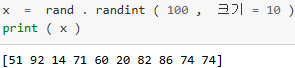 x = rand . randint ( 100 , 크기 = 10 )
print ( x )
[51 92 14 71 60 20 82 86 74 74]